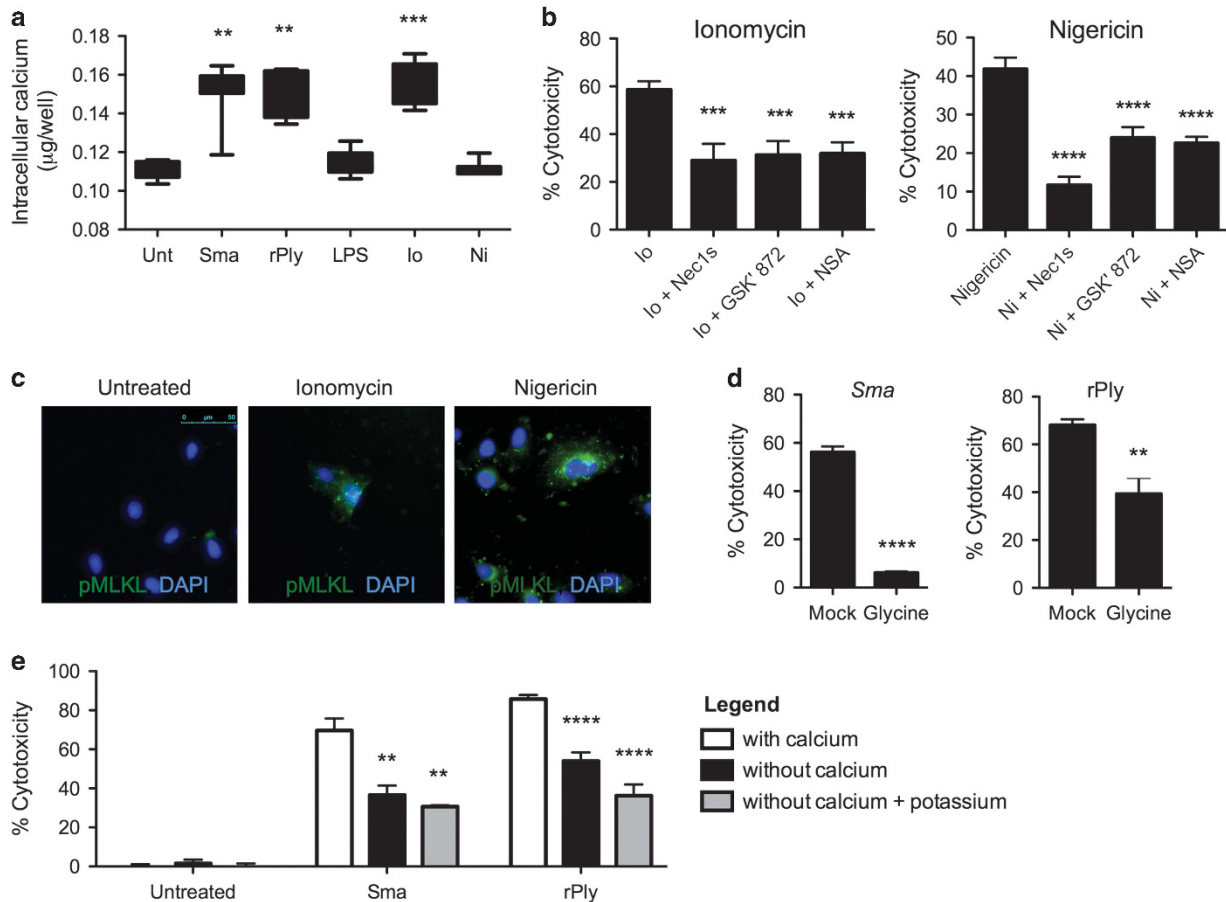 a
Intracellular calcium
(μg/well)
0.18
0.16
0.14
0.12
0.10
0.08
** ** ***
Unt Sma rPly LPS Io Ni
b
Ionomycin
% Cytotoxicity
80
60
40
20
0
*** *** ***
Io
Io + Nec1s
Io + GSK' 872
Io + NSA
Nigericin
% Cytotoxicity
50
40
30
20
10
0
**** **** ****
Nigericin
Ni + Nec1s
Ni + GSK' 872
Ni + NSA
c
Untreated Ionomycin Nigericin
0 μm 50
pMLKL DAPI
pMLKL DAPI
pMLKL DAPI
d
Sma
% Cytotoxicity
80
60
40
20
0
****
Mock Glycine
rPly
% Cytotoxicity
80
60
40
20
0
**
Mock Glycine
e
% Cytotoxicity
100
80
60
40
20
0
** ** **** ****
Untreated Sma rPly
Legend
with calcium
without calcium
without calcium + potassium